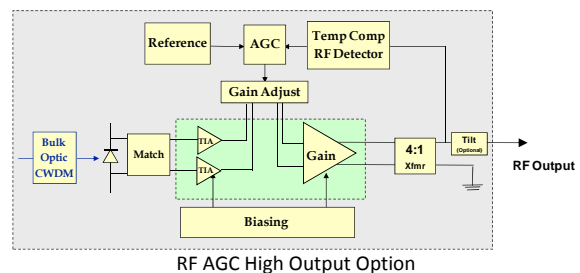 Reference
AGC
Temp Comp
RF Detector
Gain Adjust
Bulk
Optic
CWDM
Match
TIA
TIA
Gain
4:1
Xfmr
Tilt
(Optional)
RF Output
Biasing
RF AGC High Output Option